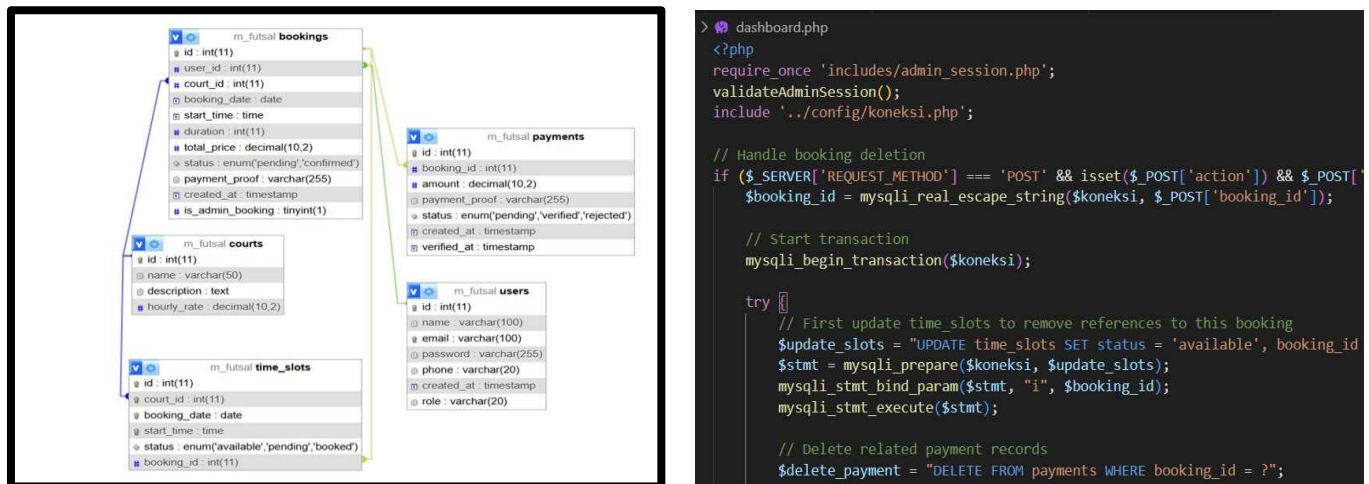 m_futsal bookings
id : int(11)
user_id : int(11)
court_id : int(11)
booking_date : date
start_time : time
duration : int(11)
total_price : decimal(10,2)
status : enum('pending','confirmed')
payment_proof : varchar(255)
created_at : timestamp
is_admin_booking : tinyint(1)
m_futsal courts
id : int(11)
name : varchar(50)
description : text
hourly_rate : decimal(10,2)
m_futsal time_slots
id : int(11)
court_id : int(11)
booking_date : date
start_time : time
status : enum('available','pending','booked')
booking_id : int(11)
m_futsal payments
id : int(11)
booking_id : int(11)
amount : decimal(10,2)
payment_proof : varchar(255)
status : enum('pending','verified','rejected')
created_at : timestamp
verified_at : timestamp
m_futsal users
id : int(11)
name : varchar(100)
email : varchar(100)
password : varchar(255)
phone : varchar(20)
created_at : timestamp
role : varchar(20)
> dashboard.php
<?php
require_once 'includes/admin_session.php';
validateAdminSession();
include '../config/koneksi.php';
// Handle booking deletion
if ($_SERVER['REQUEST_METHOD'] === 'POST' && isset($_POST['action']) && $_POST['
$booking_id = mysqli_real_escape_string($koneksi, $_POST['booking_id']);
// Start transaction
mysqli_begin_transaction($koneksi);
try {
// First update time_slots to remove references to this booking
$update_slots = "UPDATE time_slots SET status = 'available', booking_id
$stmt = mysqli_prepare($koneksi, $update_slots);
mysqli_stmt_bind_param($stmt, "i", $booking_id);
mysqli_stmt_execute($stmt);
// Delete related payment records
$delete_payment = "DELETE FROM payments WHERE booking_id = ?";